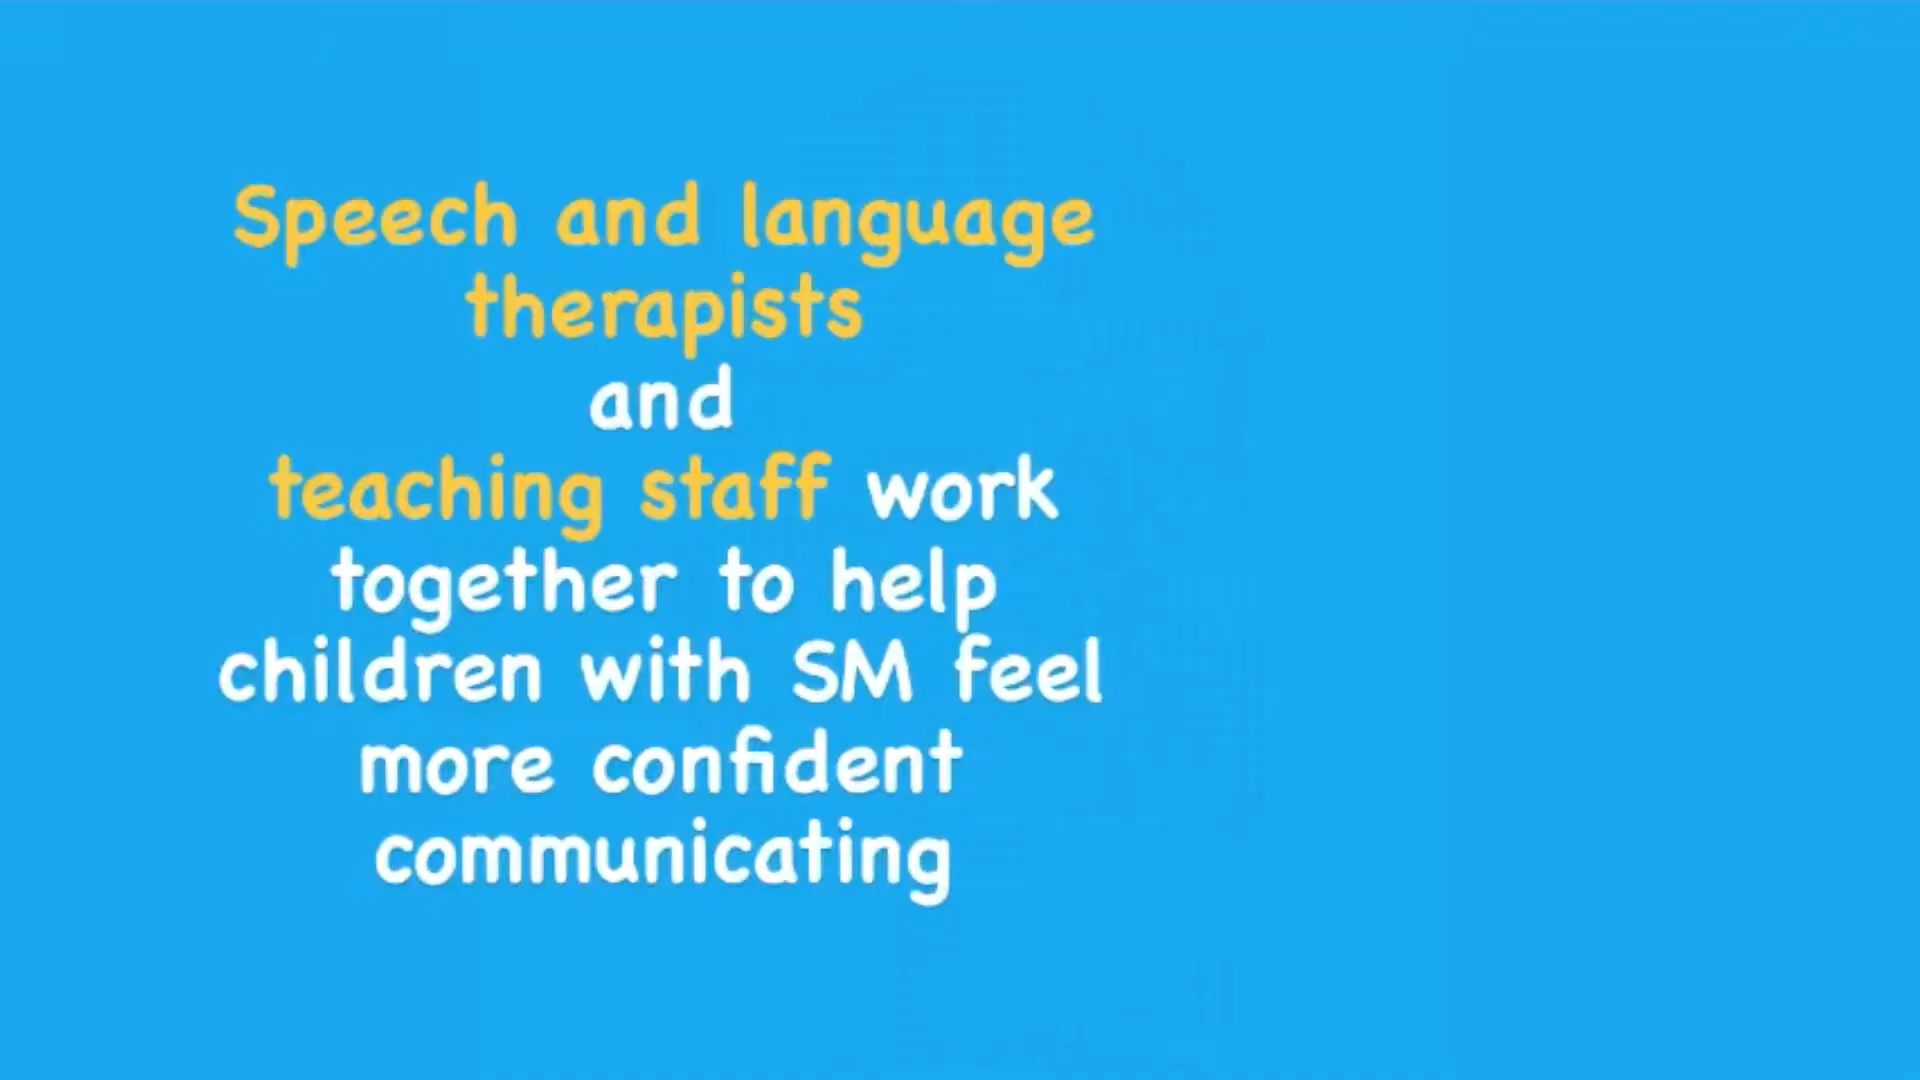 Speech and language
therapists
and
teaching staff work
together to help
children with SM feel
more confident
communicating